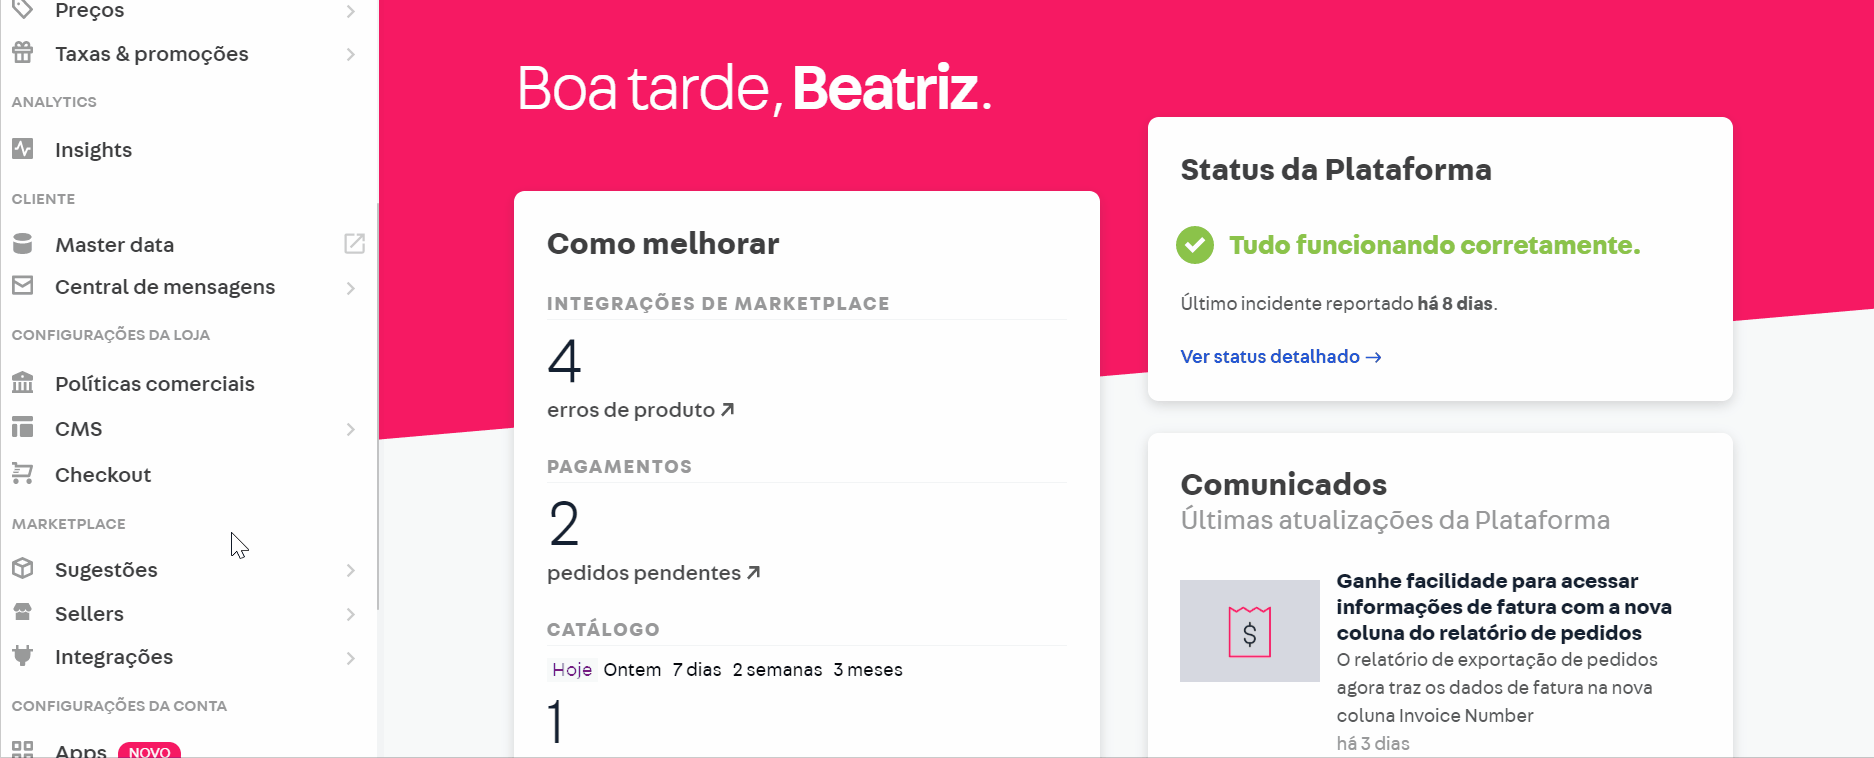 Preços
Taxas & promoções
ANALYTICS
Insights
CLIENTE
Master data
Central de mensagens
CONFIGURAÇÕES DA LOJA
Políticas comerciais
CMS
Checkout
MARKETPLACE
Sugestões
Sellers
Integrações
CONFIGURAÇÕES DA CONTA
Apps NOVO
Boa tarde, Beatriz.
Como melhorar
INTEGRAÇÕES DE MARKETPLACE
4
erros de produto
PAGAMENTOS
2
pedidos pendentes
CATÁLOGO
Hoje Ontem 7 dias 2 semanas 3 meses
1
Status da Plataforma
Tudo funcionando corretamente.
Último incidente reportado há 8 dias.
Ver status detalhado →
Comunicados
Últimas atualizações da Plataforma
$
Ganhe facilidade para acessar
informações de fatura com a nova
coluna do relatório de pedidos
O relatório de exportação de pedidos
agora traz os dados de fatura na nova
coluna Invoice Number
há 3 dias